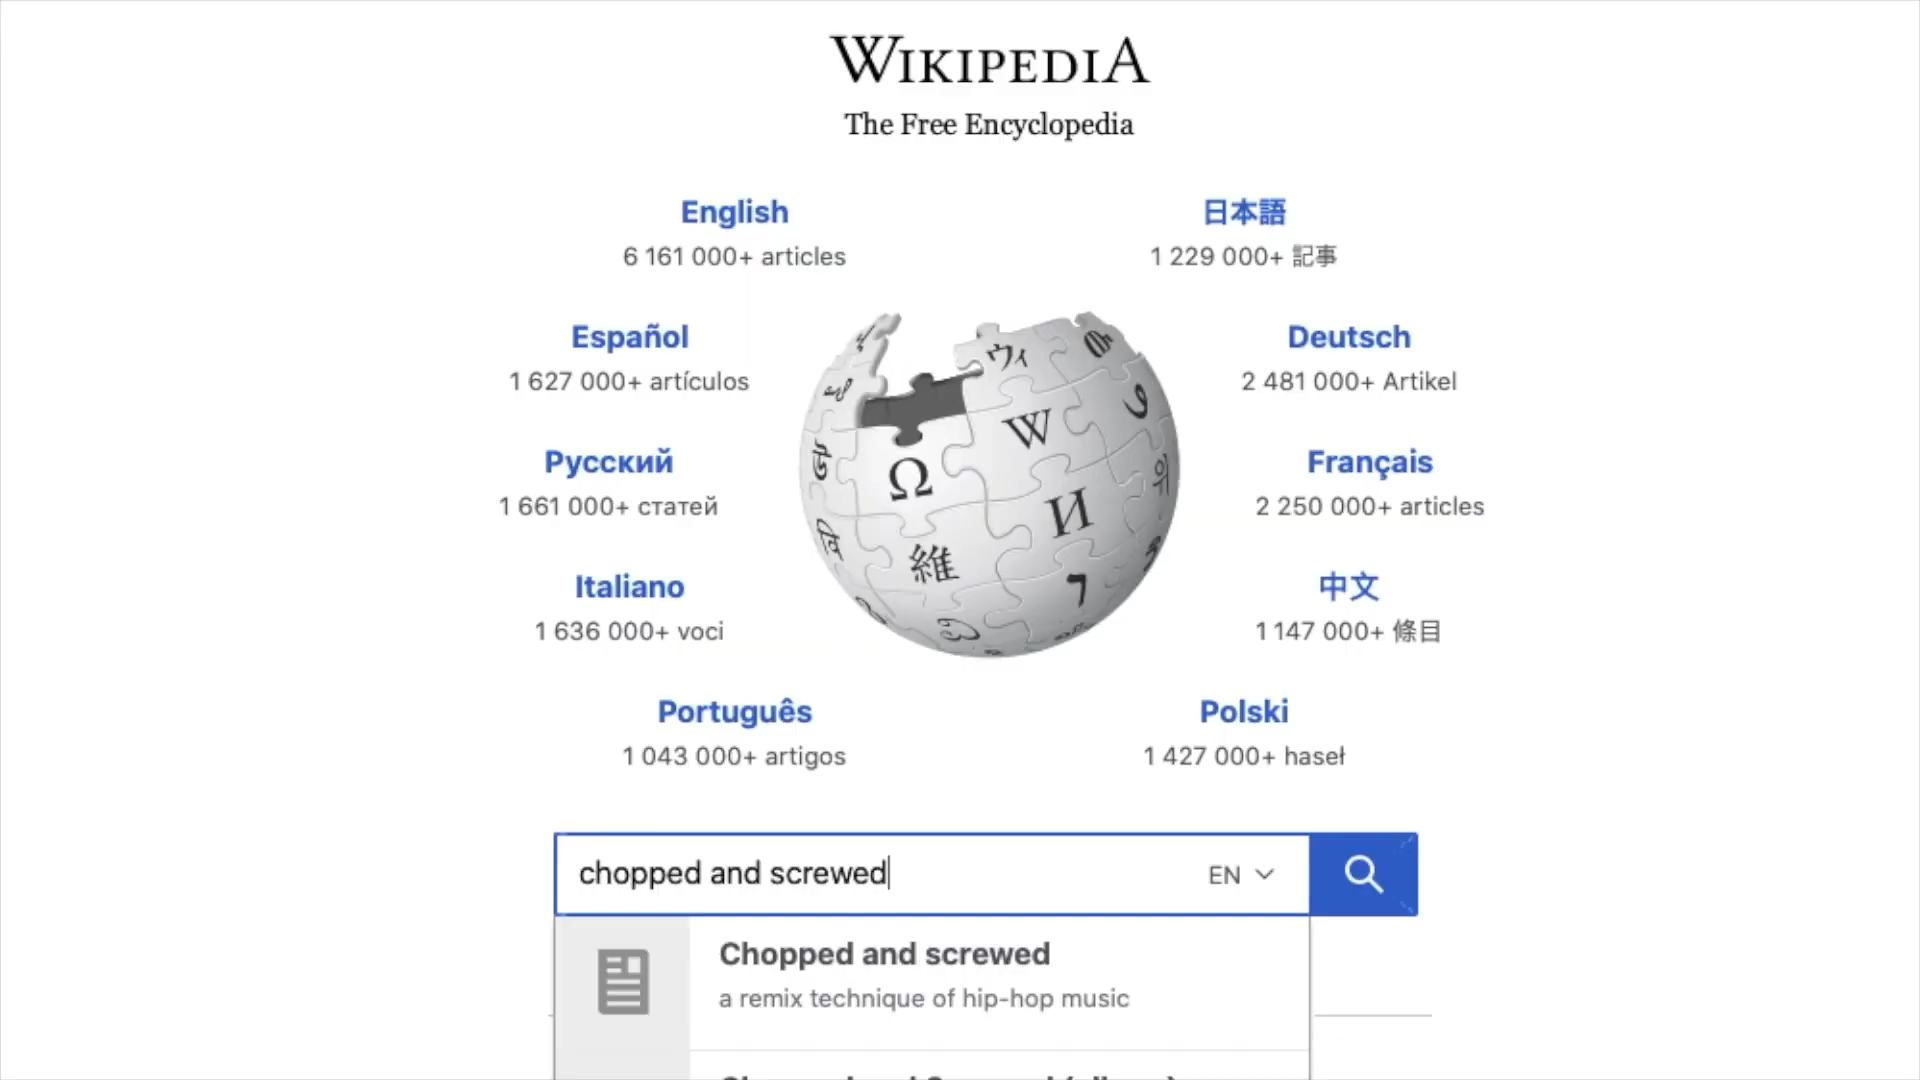 WIKIPEDIA
The Free Encyclopedia
English
6 161 000+ articles
日本語
1 229 000+ 記事
Español
1 627 000+ artículos
Deutsch
2 481 000+ Artikel
Русский
1 661 000+ статей
Français
2 250 000+ articles
Italiano
1 636 000+ voci
中文
1 147 000+ 條目
Português
1 043 000+ artigos
Polski
1 427 000+ haseł
Ω
W
И
維
ウィ
chopped and screwed
EN
Chopped and screwed
a remix technique of hip-hop music